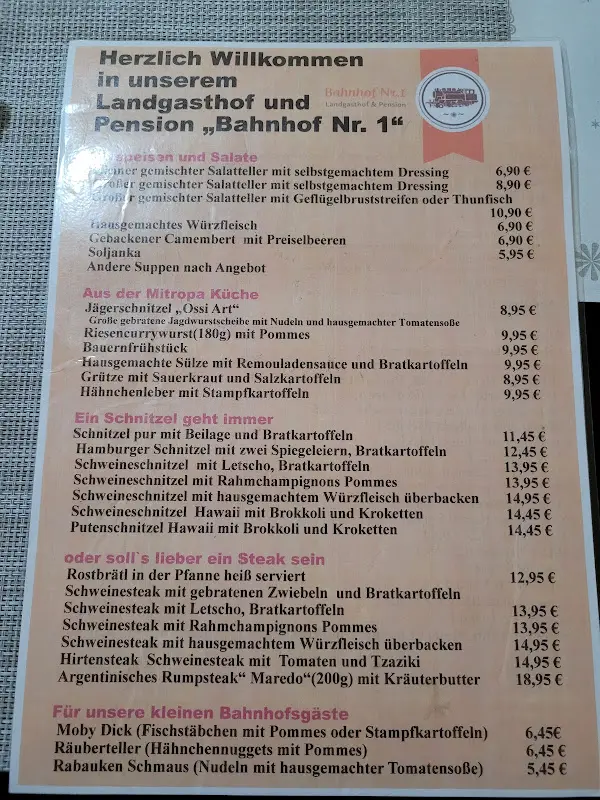 Herzlich Willkommen
in unserem
Landgasthof und
Pension „Bahnhof Nr. 1“
Bahnhof Nr.1
Landgasthof & Pension
speisen und Salate
gemischter Salatteller mit selbstgemachtem Dressing 6,90 €
Großer gemischter Salatteller mit selbstgemachtem Dressing 8,90 €
Großer gemischter Salatteller mit Geflügelbruststreifen oder Thunfisch
10,90 €
Hausgemachtes Würzfleisch 6,90 €
Gebackener Camembert mit Preiselbeeren 6,90 €
Soljanka 5,95 €
Andere Suppen nach Angebot
Aus der Mitropa Küche
Jägerschnitzel „Ossi Art“ 8,95 €
Große gebratene Jagdwurstscheibe mit Nudeln und hausgemachter Tomatensoße
Riesencurrywurst(180g) mit Pommes 9,95 €
Bauernfrühstück 9,95 €
Hausgemachte Sülze mit Remouladensauce und Bratkartoffeln 9,95 €
Grütze mit Sauerkraut und Salzkartoffeln 8,95 €
Hähnchenleber mit Stampfkartoffeln 9,95 €
Ein Schnitzel geht immer
Schnitzel pur mit Beilage und Bratkartoffeln 11,45 €
Hamburger Schnitzel mit zwei Spiegeleiern, Bratkartoffeln 12,45 €
Schweineschnitzel mit Letscho, Bratkartoffeln 13,95 €
Schweineschnitzel mit Rahmchampignons Pommes 13,95 €
Schweineschnitzel mit hausgemachtem Würzfleisch überbacken 14,95 €
Schweineschnitzel Hawaii mit Brokkoli und Kroketten 14,45 €
Putenschnitzel Hawaii mit Brokkoli und Kroketten 14,45 €
oder soll`s lieber ein Steak sein
Rostbrätl in der Pfanne heiß serviert 12,95 €
Schweinesteak mit gebratenen Zwiebeln und Bratkartoffeln
Schweinesteak mit Letscho, Bratkartoffeln 13,95 €
Schweinesteak mit Rahmchampignons Pommes 13,95 €
Schweinesteak mit hausgemachtem Würzfleisch überbacken 14,95 €
Hirtensteak Schweinesteak mit Tomaten und Tzaziki 14,95 €
Argentinisches Rumpsteak“ Maredo“(200g) mit Kräuterbutter 18,95 €
Für unsere kleinen Bahnhofsgäste
Moby Dick (Fischstäbchen mit Pommes oder Stampfkartoffeln) 6,45€
Räuberteller (Hähnchennuggets mit Pommes) 6,45 €
Rabauken Schmaus (Nudeln mit hausgemachter Tomatensoße) 5,45 €